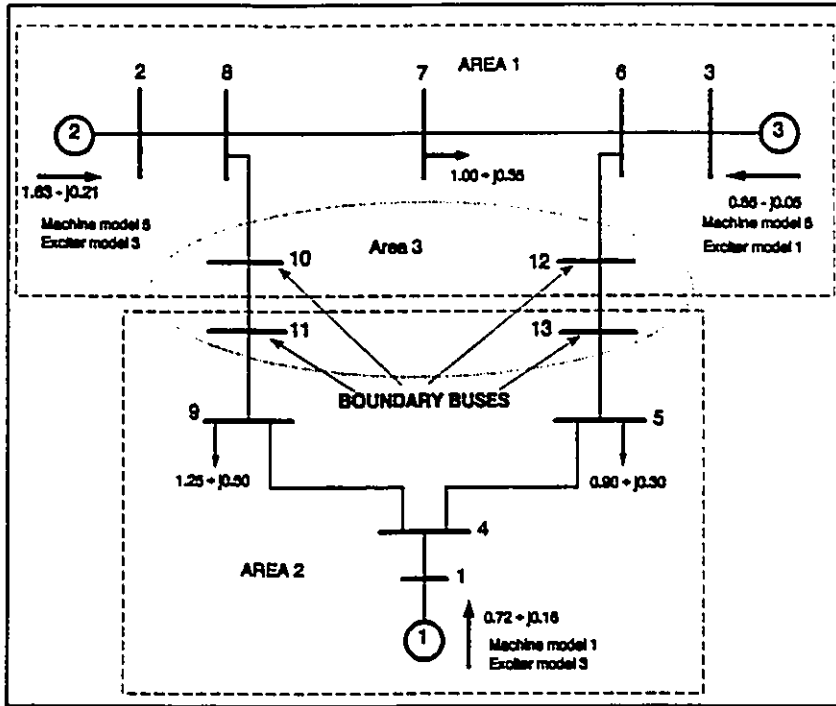 AREA 1
2 8 7 6 3
2 3
1.63 - j0.21
1.00 + j0.35
0.85 - j0.05
Machine model 5
Exciter model 3
Machine model 5
Exciter model 1
Area 3
10 12
11 13
BOUNDARY BUSES
9 5
1.25 + j0.50
0.90 + j0.30
4
AREA 2
1
0.72 + j0.16
1
Machine model 1
Exciter model 3